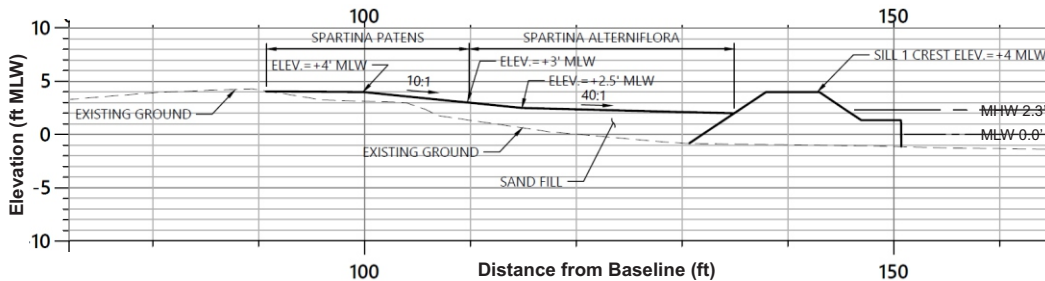 100 150
10
SPARTINA PATENS SPARTINA ALTERNIFLORA
ELEV.=+4' MLW ELEV.=+3' MLW SILL 1 CREST ELEV.=+4 MLW
10:1 ELEV.=+2.5' MLW
5
40:1
EXISTING GROUND MHW 2.3'
0 MLW 0.0'
EXISTING GROUND
SAND FILL
-5
-10
100 150
Distance from Baseline (ft)
Elevation (ft MLW)